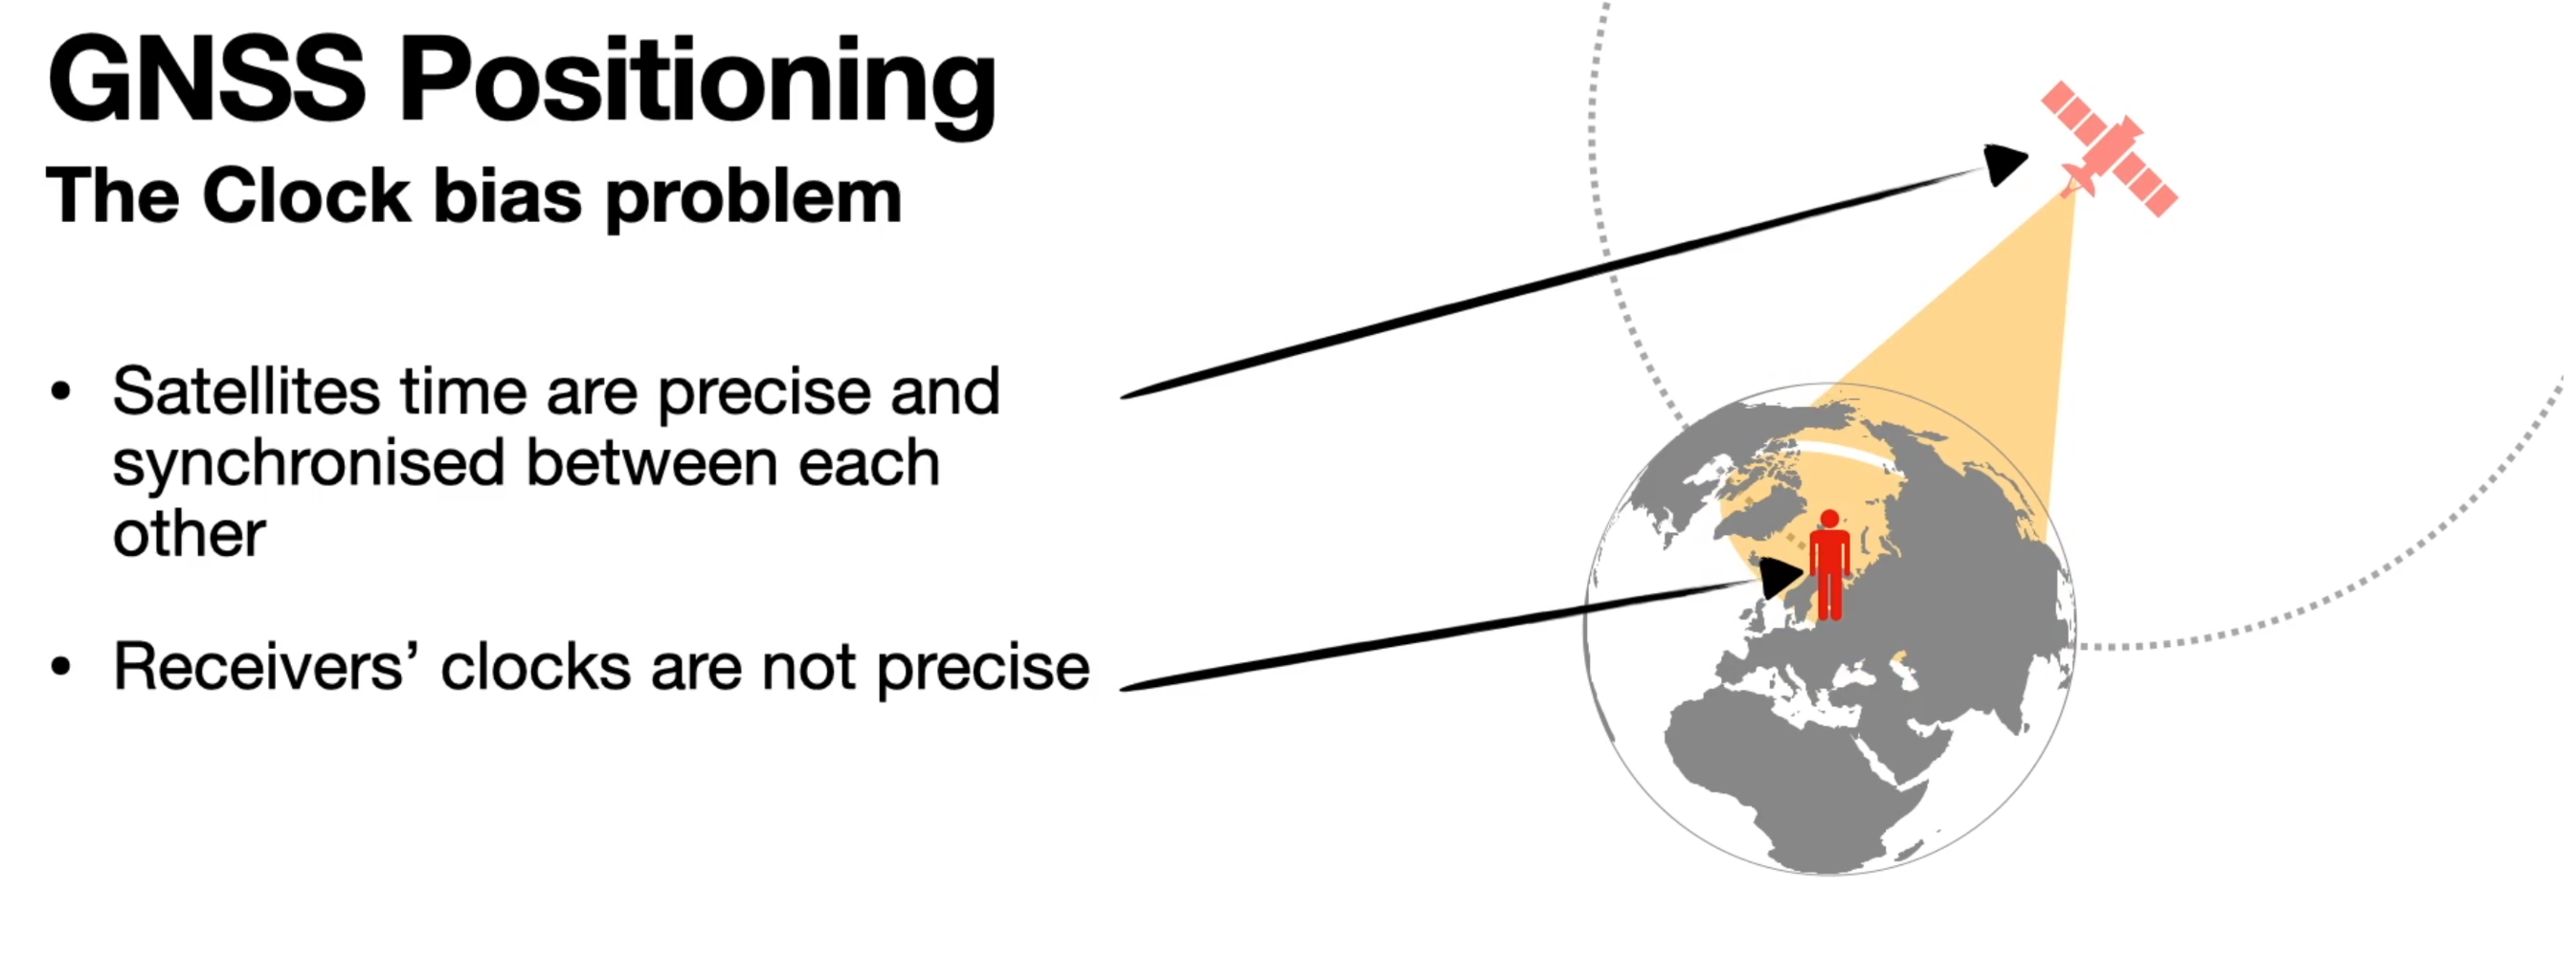 GNSS Positioning
The Clock bias problem
• Satellites time are precise and
synchronised between each
other
• Receivers’ clocks are not precise